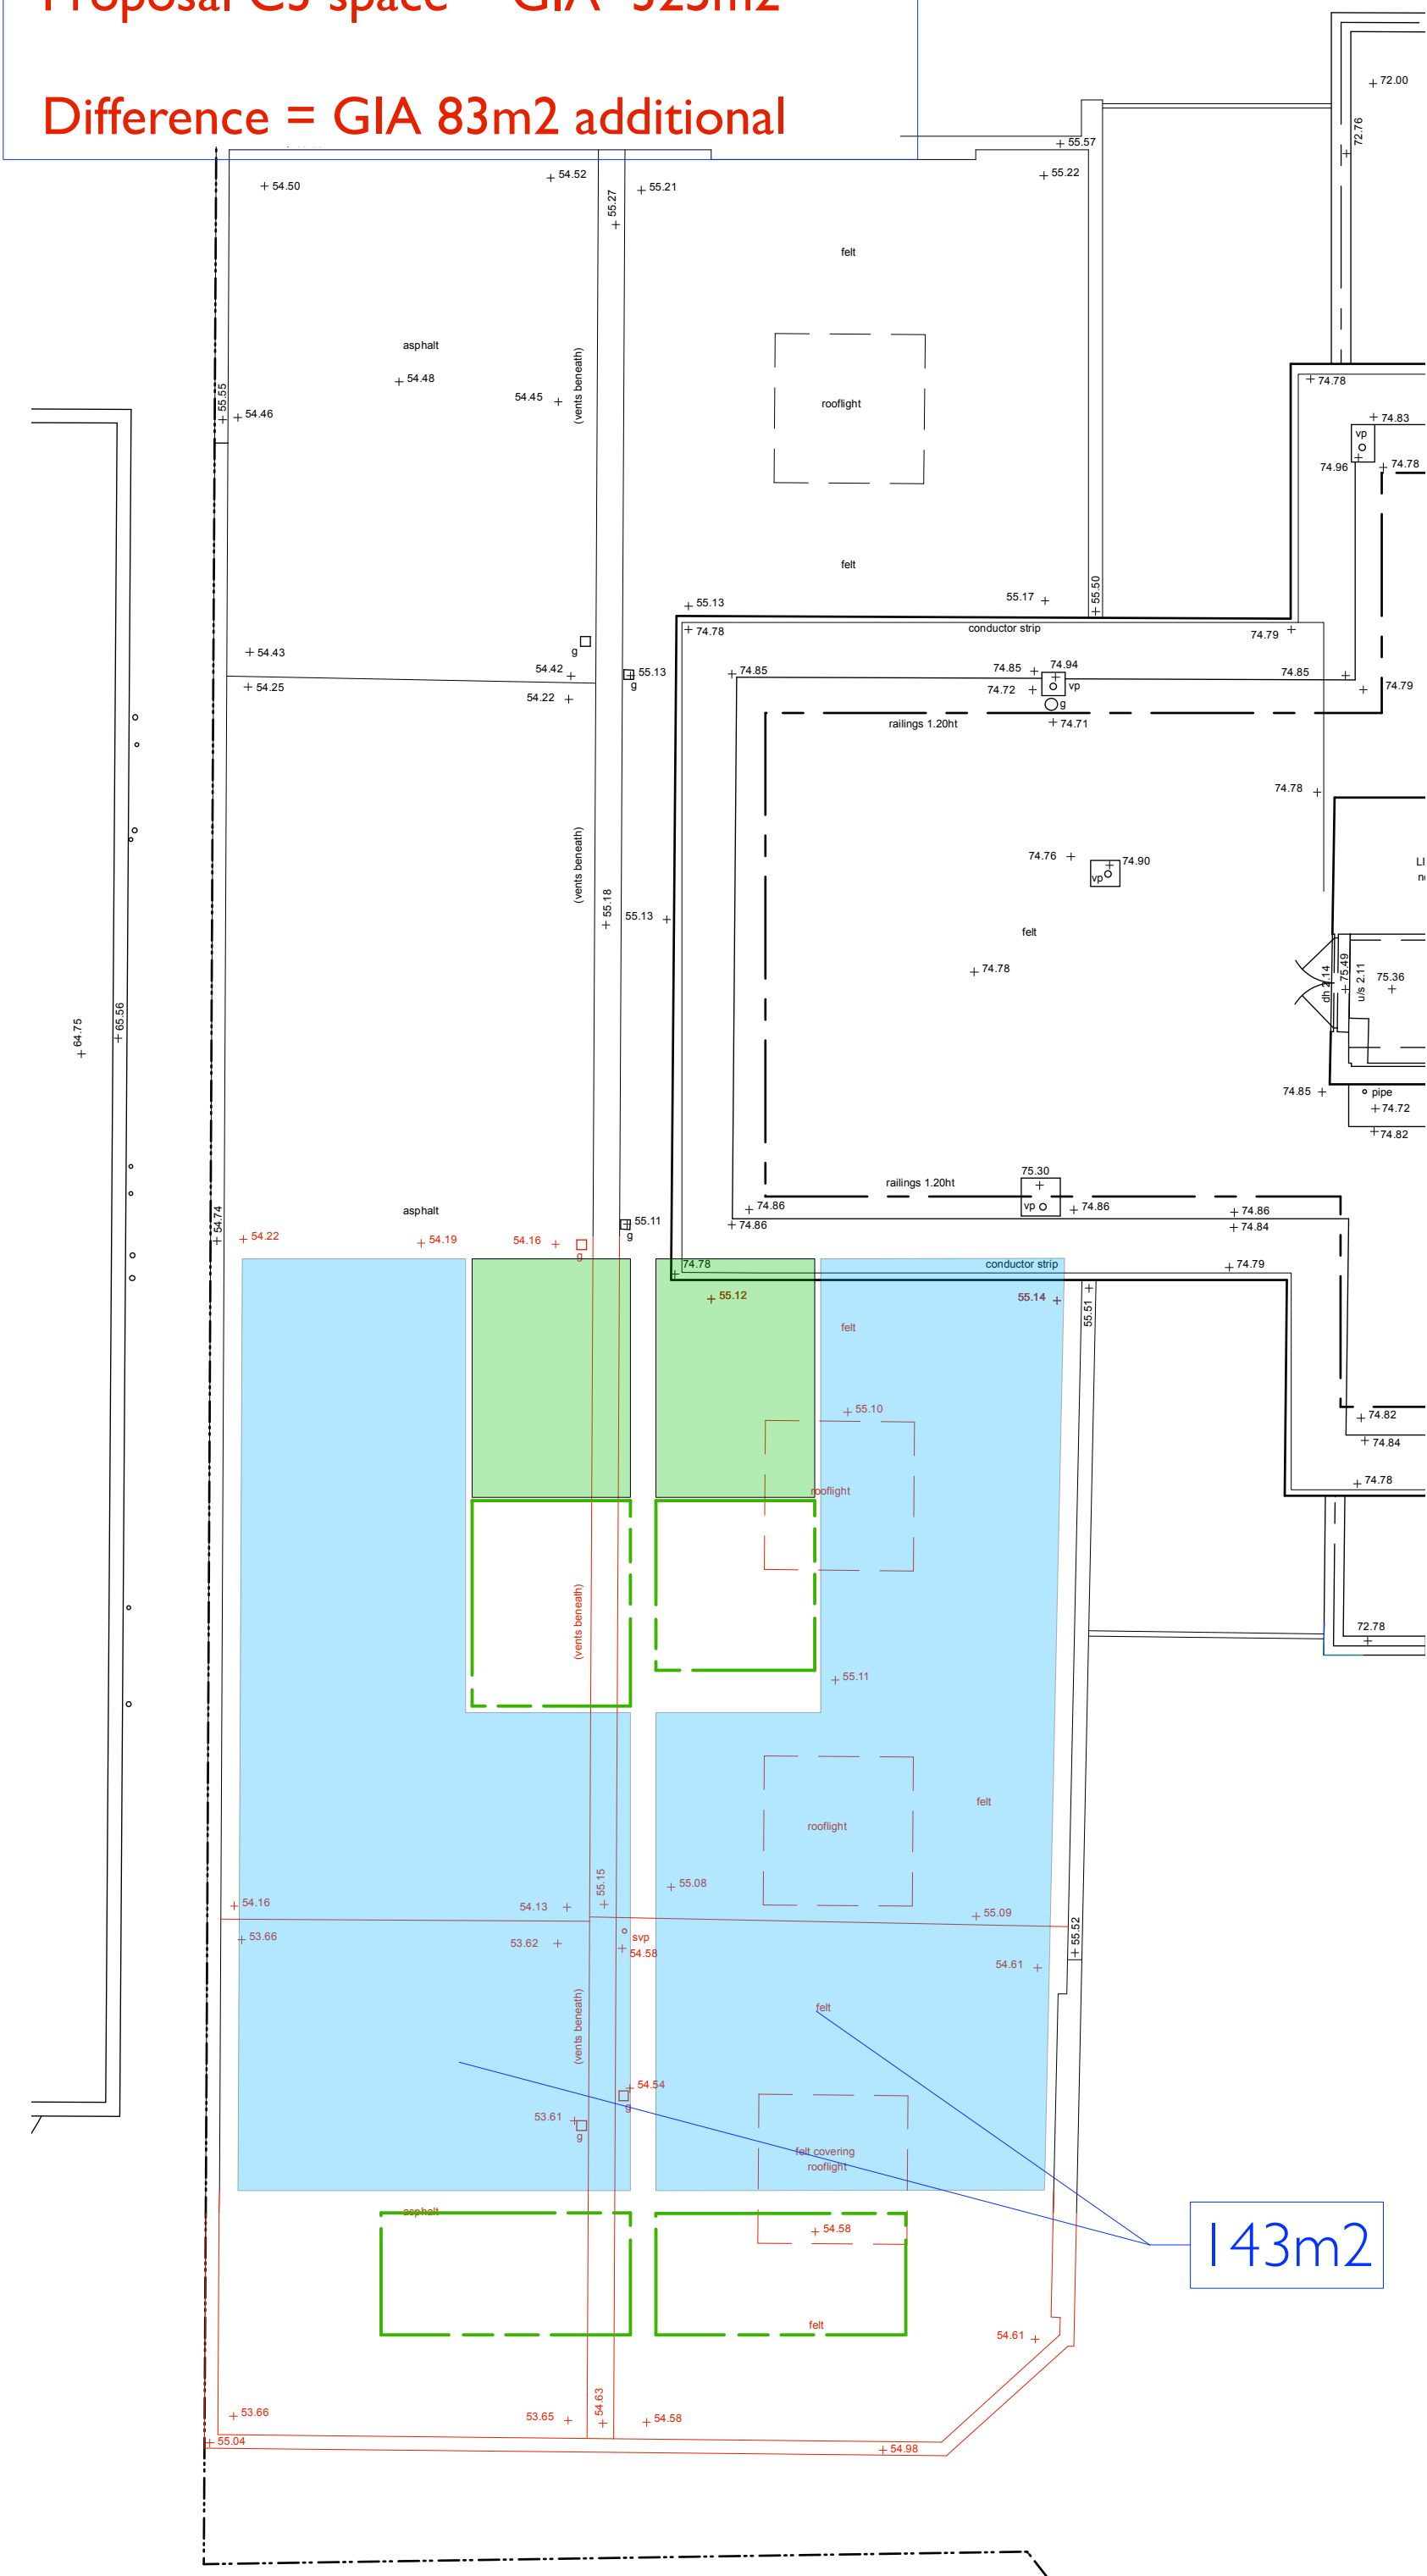 Proposal C3 space = GIA 325m2
Difference = GIA 83m2 additional
72.00
72.76
55.57
54.50
54.52
55.27
55.21
55.22
felt
asphalt
54.48
54.45
(vents beneath)
rooflight
55.55
54.46
74.78
74.83
vp
74.96
74.78
felt
55.13
55.17
55.50
74.78
conductor strip
74.79
54.43
g
54.42
55.13
g
74.85
74.85
74.94
74.85
54.25
54.22
74.72
vp
74.79
g
railings 1.20ht
74.71
74.78
(vents beneath)
55.18
55.13
74.76
74.90
vp
felt
74.78
64.75
65.56
dh 2.14
75.49
u/s 2.11
75.36
74.85
pipe
74.72
74.82
75.30
railings 1.20ht
54.74
asphalt
55.11
g
74.86
74.86
vp
74.86
74.86
74.84
54.22
54.19
54.16
g
74.78
conductor strip
74.79
55.12
55.14
55.51
felt
55.10
74.82
74.84
74.78
rooflight
(vents beneath)
72.78
55.11
felt
rooflight
55.15
55.08
54.16
54.13
55.09
53.66
53.62
svp
54.58
55.52
54.61
(vents beneath)
felt
54.54
g
53.61
g
felt covering
rooflight
asphalt
54.58
143m2
felt
54.61
53.66
53.65
54.63
54.58
55.04
54.98